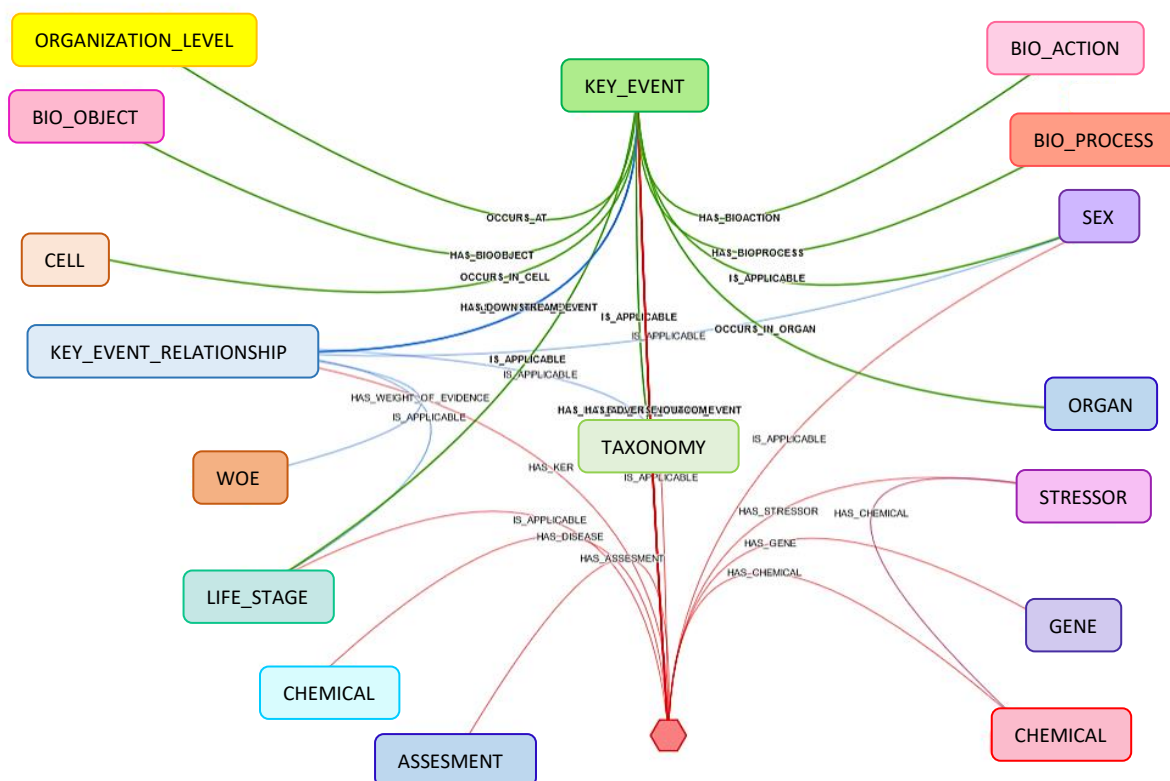 ORGANIZATION_LEVEL
BIO_ACTION
KEY_EVENT
BIO_OBJECT
BIO_PROCESS
SEX
OCCURS_AT
HAS_BIOACTION
CELL
HAS_BIOOBJECT
HAS_BIOPROCESS
OCCURS_IN_CELL
IS_APPLICABLE
IS_APPLICABLE
OCCURS_IN_ORGAN
IS_APPLICABLE
KEY_EVENT_RELATIONSHIP
IS_APPLICABLE
IS_APPLICABLE
HAS_WEIGHT_OF_EVIDENCE
ORGAN
IS_APPLICABLE
TAXONOMY
IS_APPLICABLE
WOE
HAS_KER
IS_APPLICABLE
STRESSOR
HAS_STRESSOR
HAS_CHEMICAL
IS_APPLICABLE
HAS_DISEASE
HAS_GENE
HAS_ASSESMENT
HAS_CHEMICAL
LIFE_STAGE
GENE
CHEMICAL
CHEMICAL
ASSESMENT